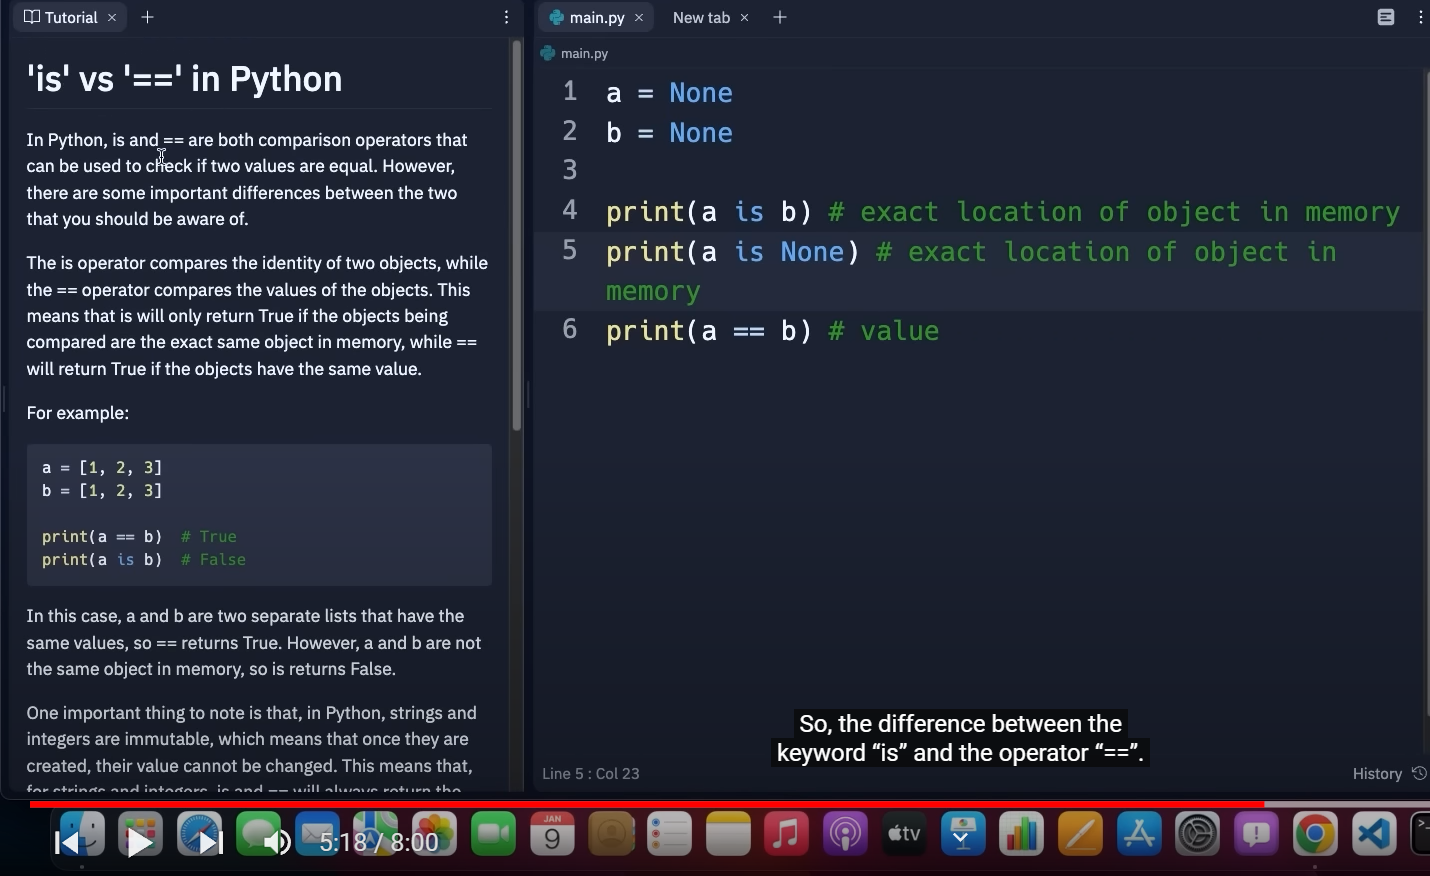 Tutorial
'is' vs '==' in Python
In Python, is and == are both comparison operators that
can be used to check if two values are equal. However,
there are some important differences between the two
that you should be aware of.
The is operator compares the identity of two objects, while
the == operator compares the values of the objects. This
means that is will only return True if the objects being
compared are the exact same object in memory, while ==
will return True if the objects have the same value.
For example:
a = [1, 2, 3]
b = [1, 2, 3]
print(a == b) # True
print(a is b) # False
In this case, a and b are two separate lists that have the
same values, so == returns True. However, a and b are not
the same object in memory, so is returns False.
One important thing to note is that, in Python, strings and
integers are immutable, which means that once they are
created, their value cannot be changed. This means that,
for strings and integers, is and == will always return the
main.py New tab
main.py
1 a = None
2 b = None
3
4 print(a is b) # exact location of object in memory
5 print(a is None) # exact location of object in
memory
6 print(a == b) # value
So, the difference between the
keyword “is” and the operator “==”.
Line 5 : Col 23
History
5:18 / 8:00
JAN
9
tv